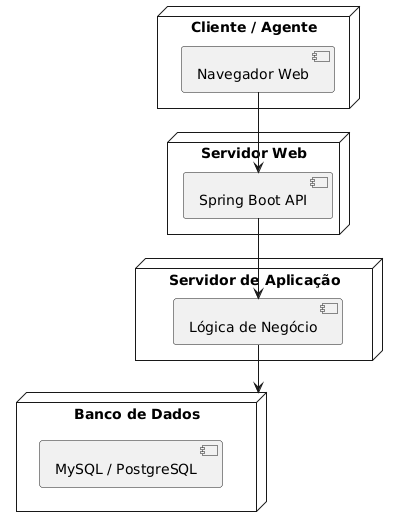 Cliente / Agente
Navegador Web
Servidor Web
Spring Boot API
Servidor de Aplicação
Lógica de Negócio
Banco de Dados
MySQL / PostgreSQL